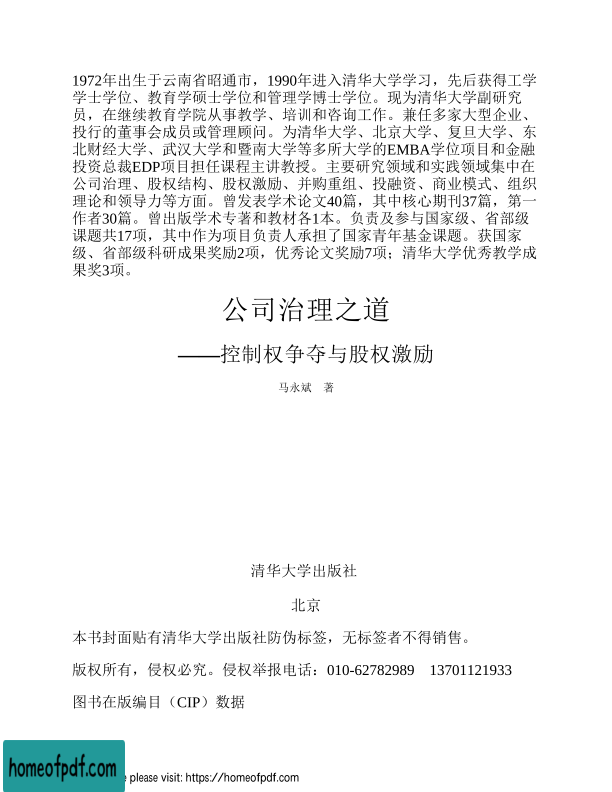 1972年出生于云南省昭通市，1990年进入清华大学学习，先后获得工学
学士学位、教育学硕士学位和管理学博士学位。现为清华大学副研究
员，在继续教育学院从事教学、培训和咨询工作。兼任多家大型企业、
投行的董事会成员或管理顾问。为清华大学、北京大学、复旦大学、东
北财经大学、武汉大学和暨南大学等多所大学的EMBA学位项目和金融
投资总裁EDP项目担任课程主讲教授。主要研究领域和实践领域集中在
公司治理、股权结构、股权激励、并购重组、投融资、商业模式、组织
理论和领导力等方面。曾发表学术论文40篇，其中核心期刊37篇，第一
作者30篇。曾出版学术专著和教材各1本。负责及参与国家级、省部级
课题共17项，其中作为项目负责人承担了国家青年基金课题。获国家
级、省部级科研成果奖励2项，优秀论文奖励7项；清华大学优秀教学成
果奖3项。
公司治理之道
——控制权争夺与股权激励
马永斌　著
清华大学出版社
北京
本书封面贴有清华大学出版社防伪标签，无标签者不得销售。
版权所有，侵权必究。侵权举报电话：010-62782989　13701121933
图书在版编目（CIP）数据
homeofpdf.com
please visit: https://homeofpdf.com